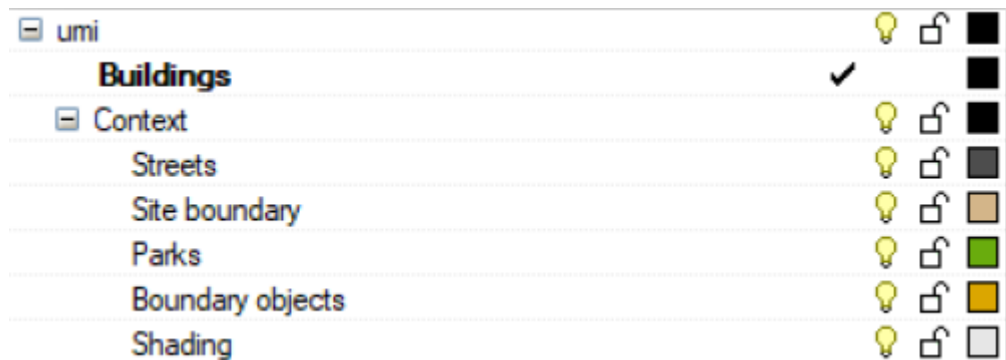 umi
Buildings
Context
Streets
Site boundary
Parks
Boundary objects
Shading